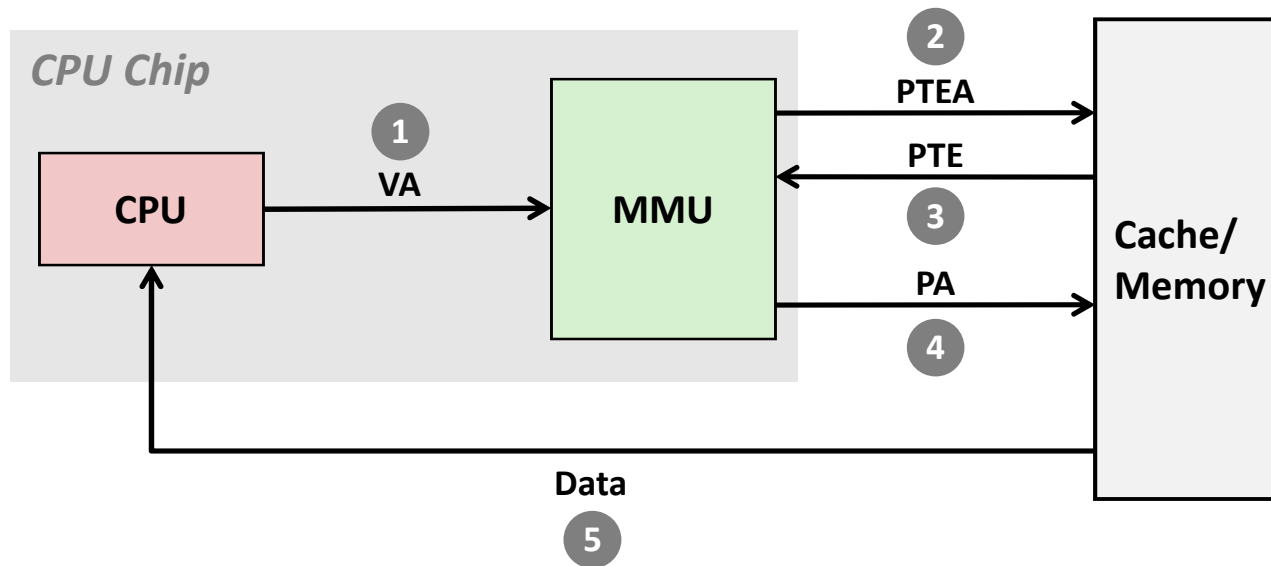 2
CPU Chip
PTEA
1
PTE
VA
CPU
MMU
3
Cache/
Memory
PA
4
Data
5